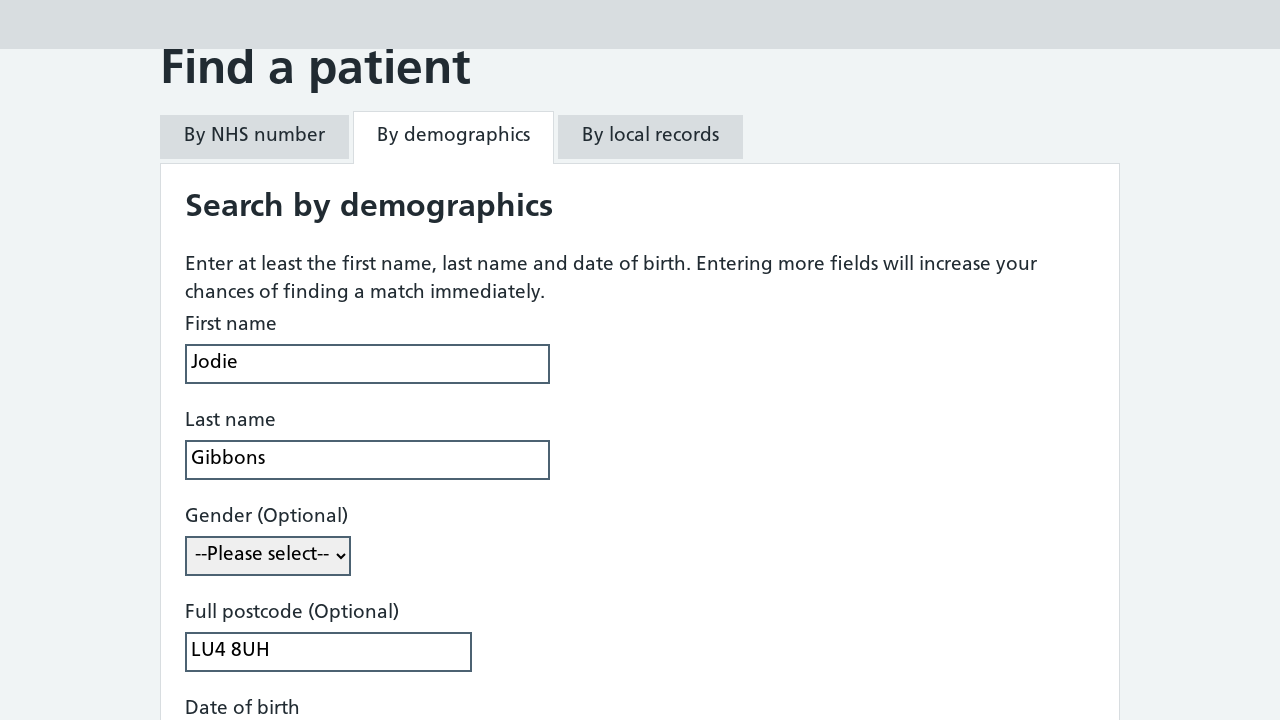 Find a patient
By NHS number
By demographics
By local records
Search by demographics
Enter at least the first name, last name and date of birth. Entering more fields will increase your
chances of finding a match immediately.
First name
Jodie
Last name
Gibbons
Gender (Optional)
--Please select--
Full postcode (Optional)
LU4 8UH
Date of birth